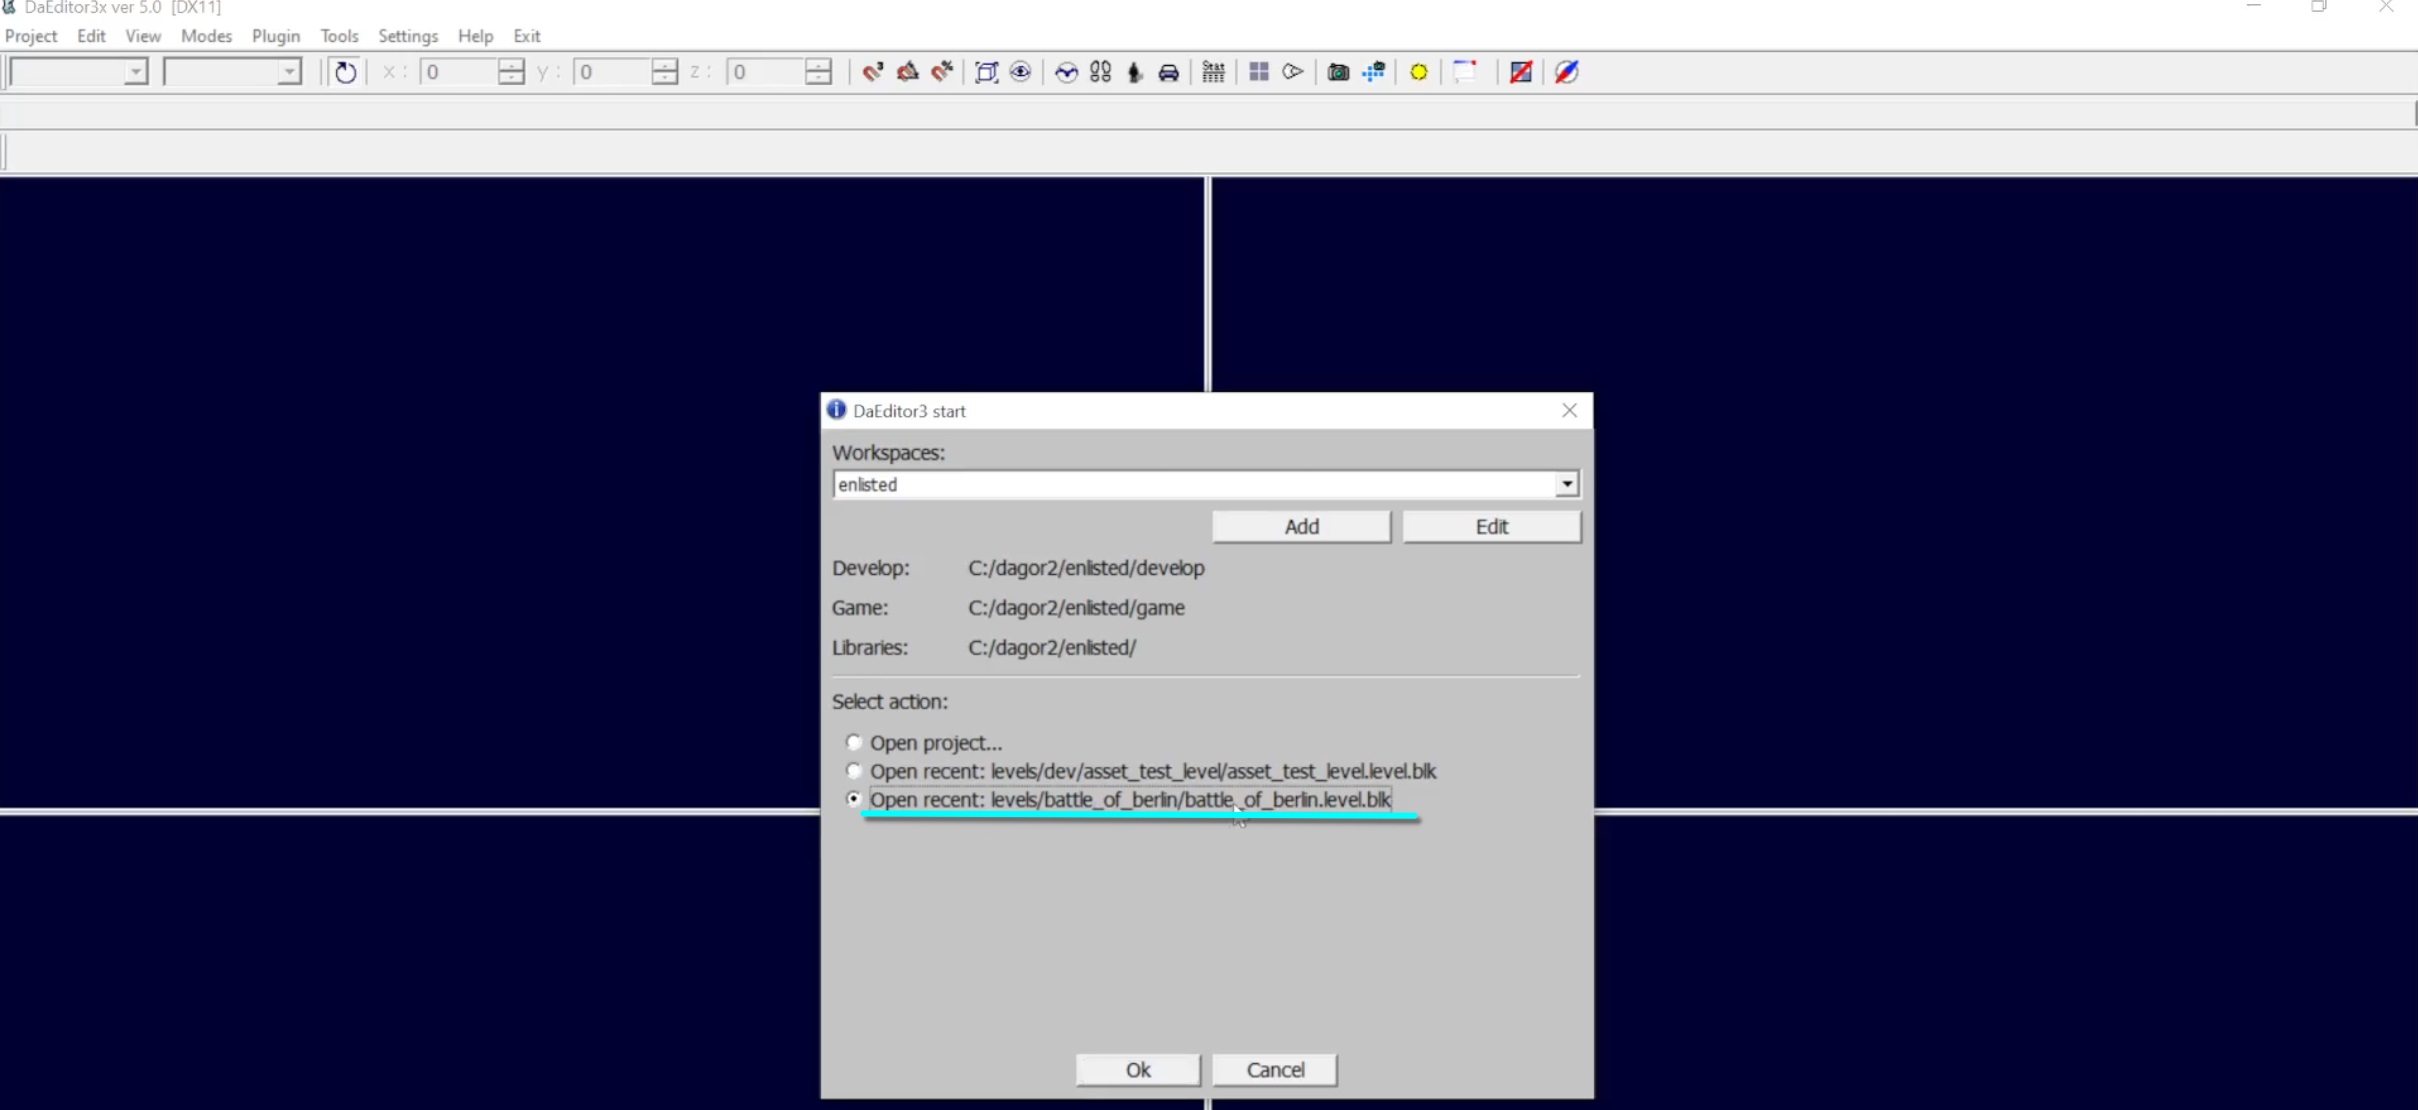 DaEditor3x ver 5.0 [DX11]
Project Edit View Modes Plugin Tools Settings Help Exit
x: 0 y: 0 z: 0 Stat
DaEditor3 start
Workspaces:
enlisted
Add Edit
Develop: C:/dagor2/enlisted/develop
Game: C:/dagor2/enlisted/game
Libraries: C:/dagor2/enlisted/
Select action:
Open project...
Open recent: levels/dev/asset_test_level/asset_test_level.level.blk
Open recent: levels/battle_of_berlin/battle_of_berlin.level.blk
Ok Cancel